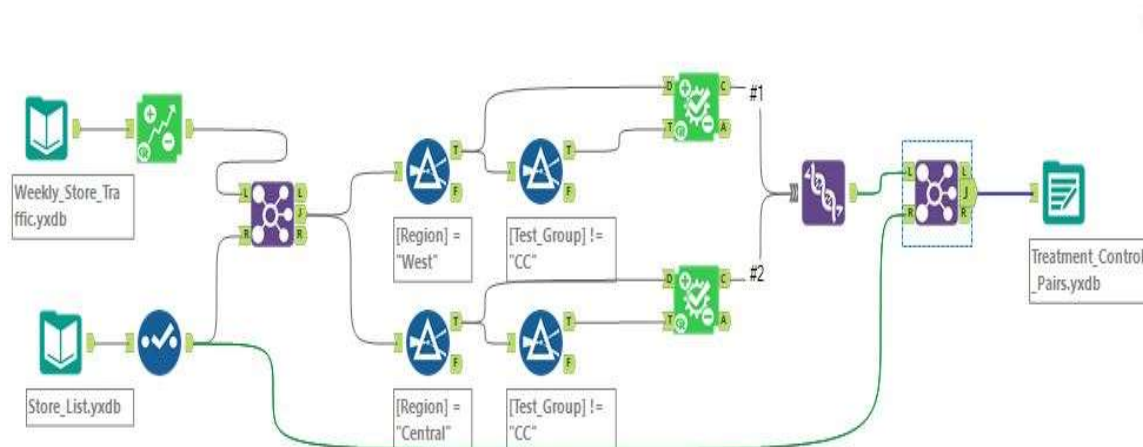 D
C
#1
T
A
T
F
T
F
L
L
J
R
R
L
L
J
R
R
Weekly_Store_Tra
ffic.yxdb
[Region] =
"West"
[Test_Group] !=
"CC"
Treatment_Control
_Pairs.yxdb
#2
D
C
T
A
T
F
T
F
Store_List.yxdb
[Region] =
"Central"
[Test_Group] !=
"CC"